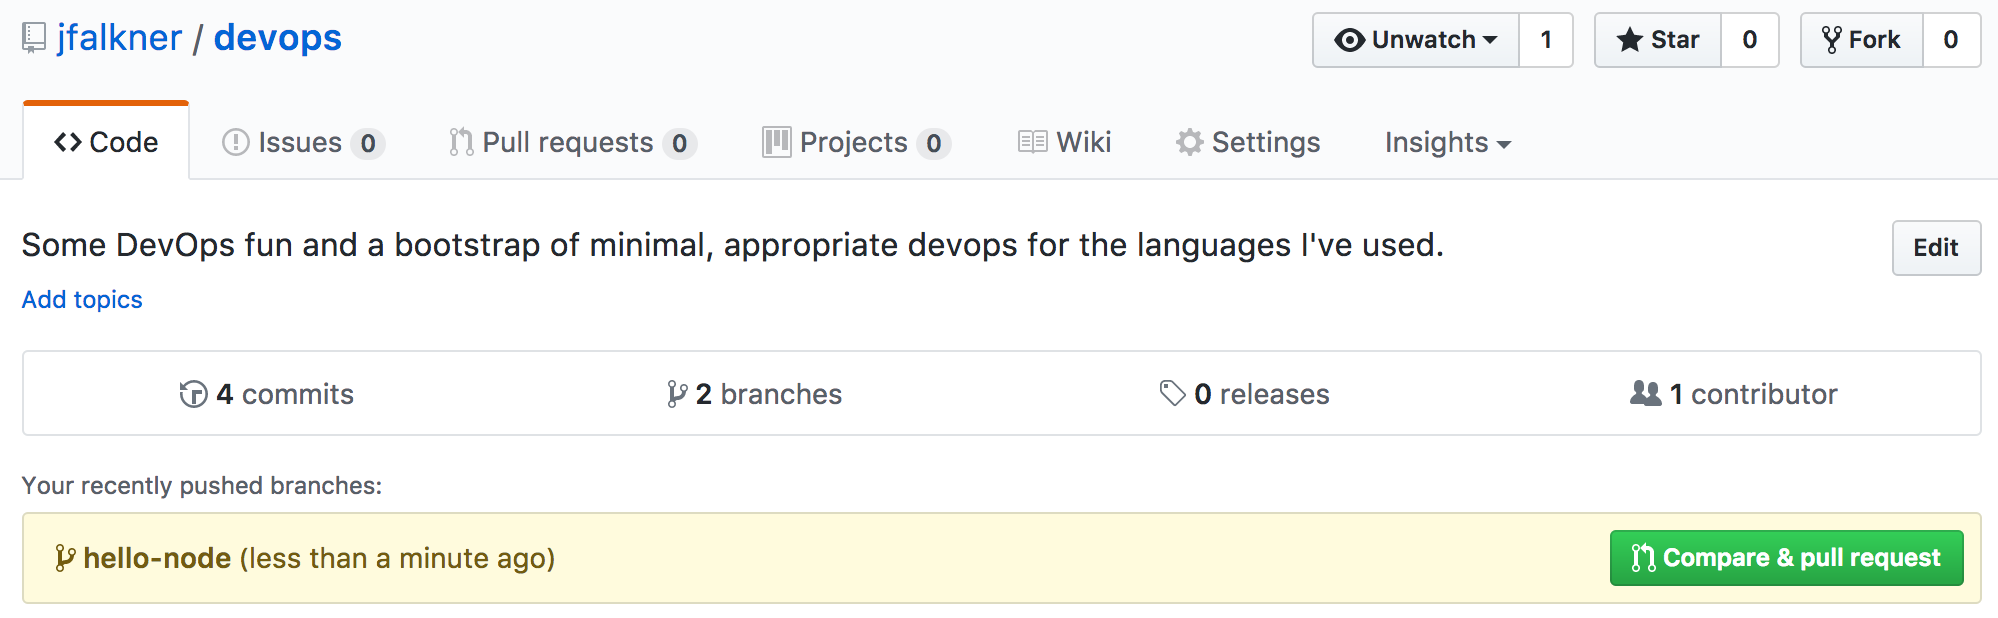 jfalkner / devops
Unwatch 1 Star 0 Fork 0
Code Issues 0 Pull requests 0 Projects 0 Wiki Settings Insights
Some DevOps fun and a bootstrap of minimal, appropriate devops for the languages I've used.
Edit
Add topics
4 commits 2 branches 0 releases 1 contributor
Your recently pushed branches:
hello-node (less than a minute ago) Compare & pull request